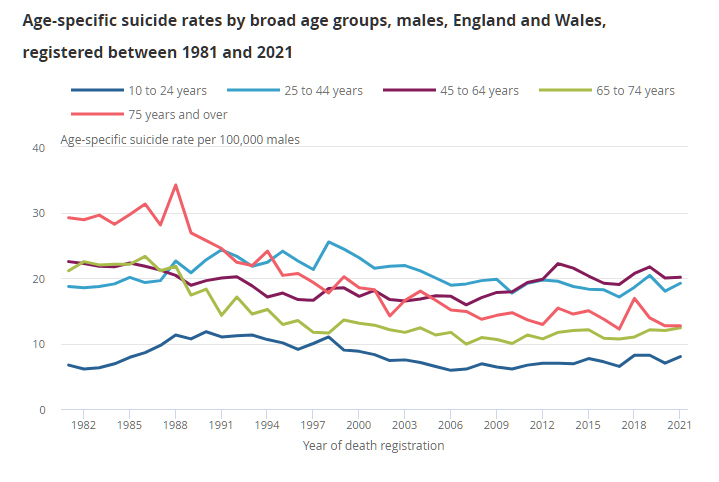 Age-specific suicide rates by broad age groups, males, England and Wales,
registered between 1981 and 2021
10 to 24 years 25 to 44 years 45 to 64 years 65 to 74 years
75 years and over
Age-specific suicide rate per 100,000 males
40
30
20
10
0
1982 1985 1988 1991 1994 1997 2000 2003 2006 2009 2012 2015 2018 2021
Year of death registration